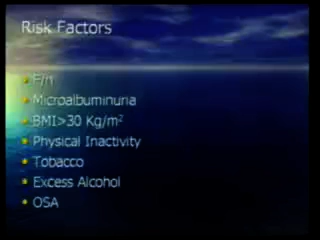 Risk Factors
F/H
Microalbuminuria
BMI>30 Kg/m²
Physical Inactivity
Tobacco
Excess Alcohol
OSA